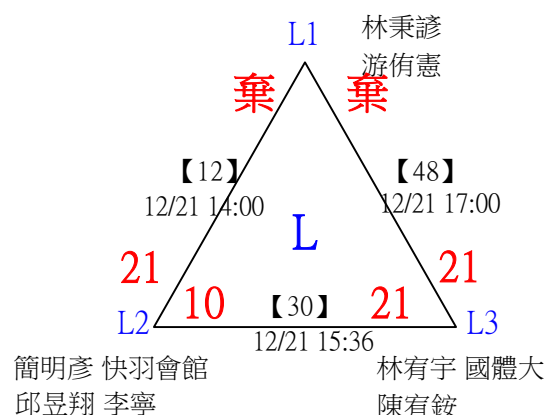 L1 林秉諺
游侑憲
棄 棄
【12】 【48】
12/21 14:00 12/21 17:00
L
21 21
10 【30】 21
L2 L3
12/21 15:36
簡明彥 快羽會館 林宥宇 國體大
邱昱翔 李寧 陳宥銨